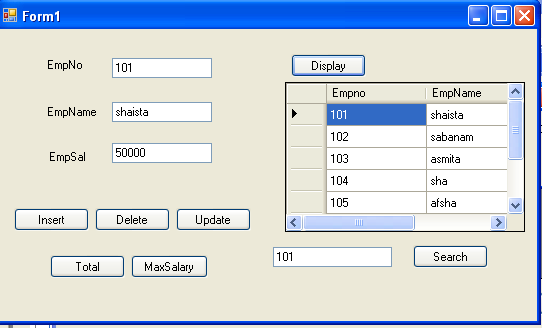 Form1
EmpNo 101
EmpName shaista
EmpSal 50000
Insert Delete Update
Total MaxSalary
Display
Empno EmpName
101 shaista
102 sabanam
103 asmita
104 sha
105 afsha
101 Search